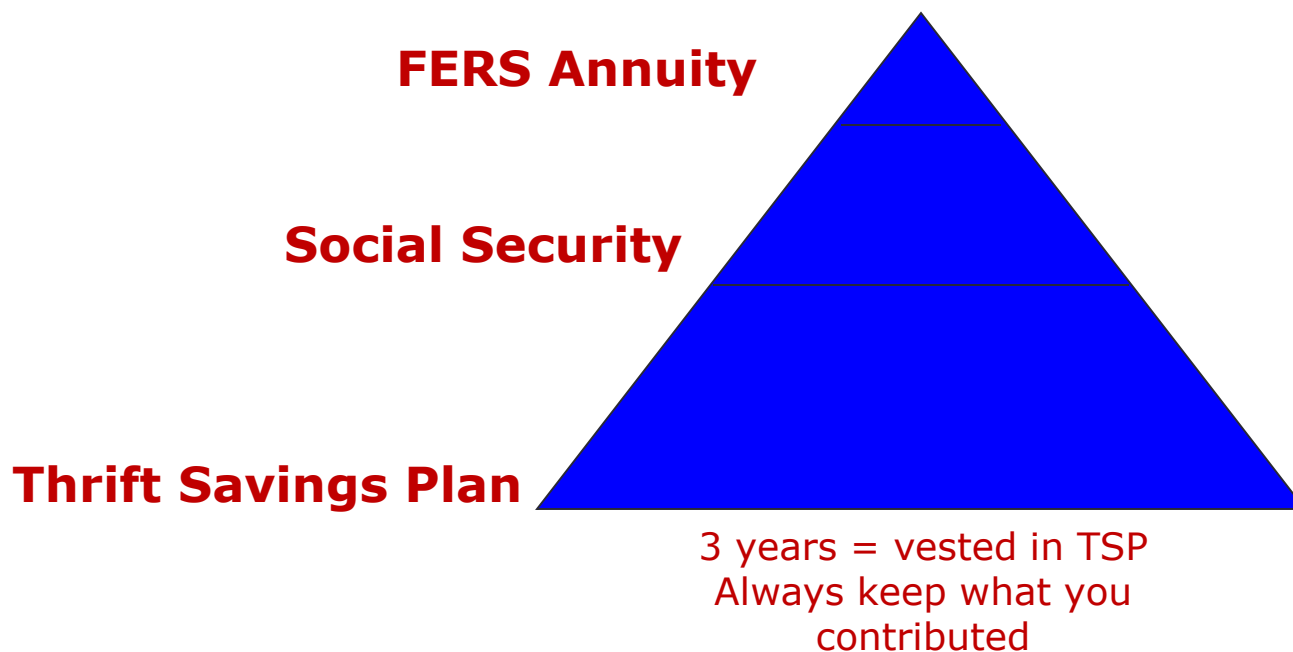 FERS Annuity
Social Security
Thrift Savings Plan
3 years = vested in TSP
Always keep what you
contributed